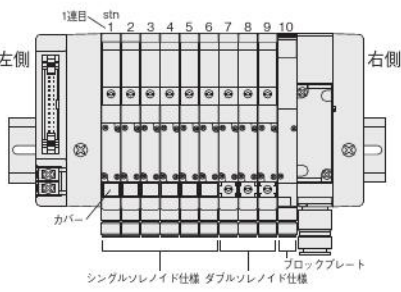 1連目 stn
1 2 3 4 5 6 7 8 9 10
左側
右側
カバー
ブロックプレート
シングルソレノイド仕様 ダブルソレノイド仕様